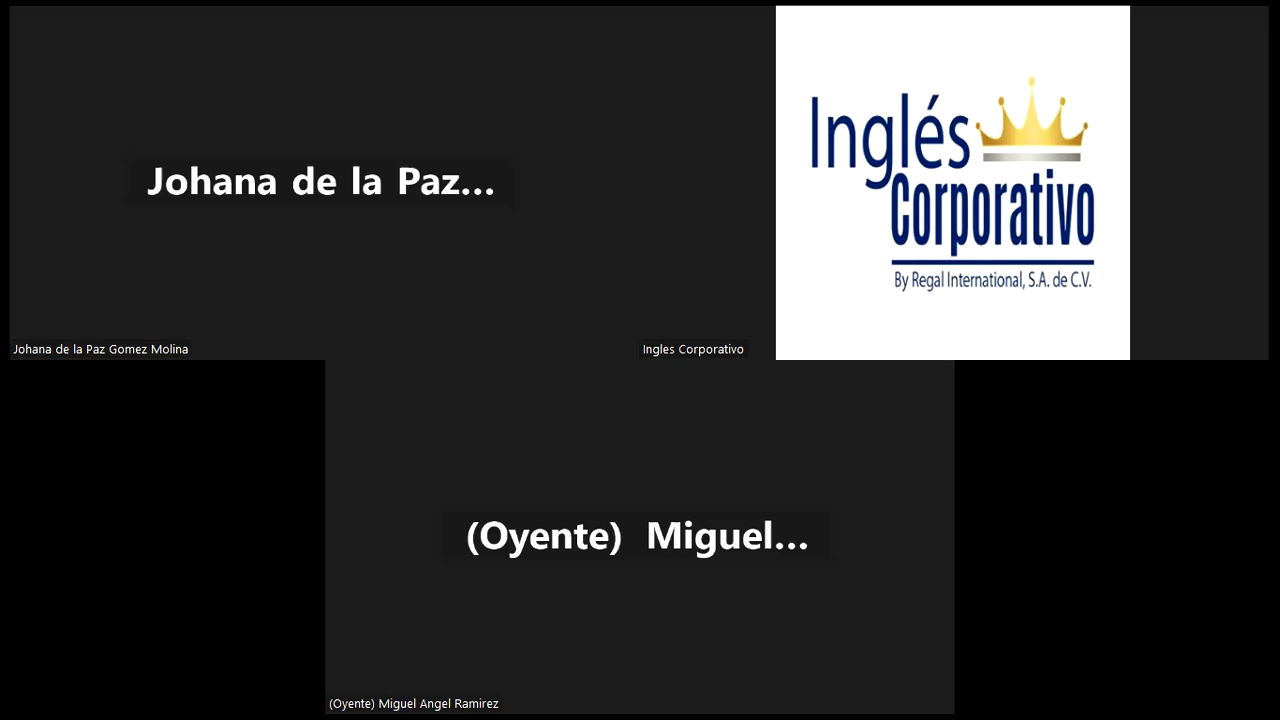 Johana de la Paz...
Johana de la Paz Gomez Molina
Inglés
Corporativo
By Regal International, S.A. de C.V.
Ingles Corporativo
(Oyente) Miguel...
(Oyente) Miguel Angel Ramirez